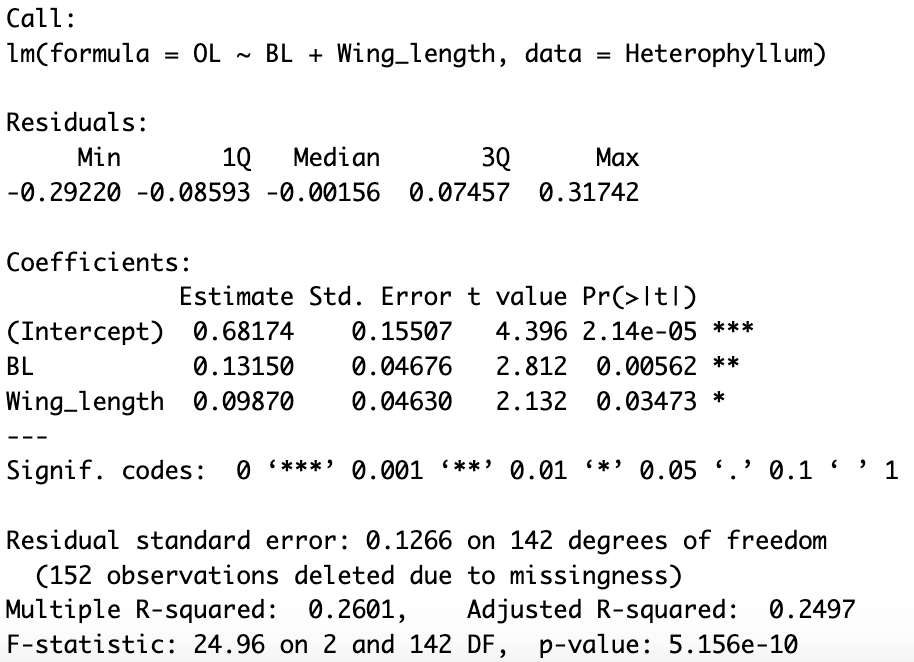 Call:
lm(formula = OL ~ BL + Wing_length, data = Heterophyllum)
Residuals:
Min 1Q Median 3Q Max
-0.29220 -0.08593 -0.00156 0.07457 0.31742
Coefficients:
Estimate Std. Error t value Pr(>|t|)
(Intercept) 0.68174 0.15507 4.396 2.14e-05 ***
BL 0.13150 0.04676 2.812 0.00562 **
Wing_length 0.09870 0.04630 2.132 0.03473 *
---
Signif. codes: 0 ‘***’ 0.001 ‘**’ 0.01 ‘*’ 0.05 ‘.’ 0.1 ‘ ’ 1
Residual standard error: 0.1266 on 142 degrees of freedom
(152 observations deleted due to missingness)
Multiple R-squared: 0.2601, Adjusted R-squared: 0.2497
F-statistic: 24.96 on 2 and 142 DF, p-value: 5.156e-10